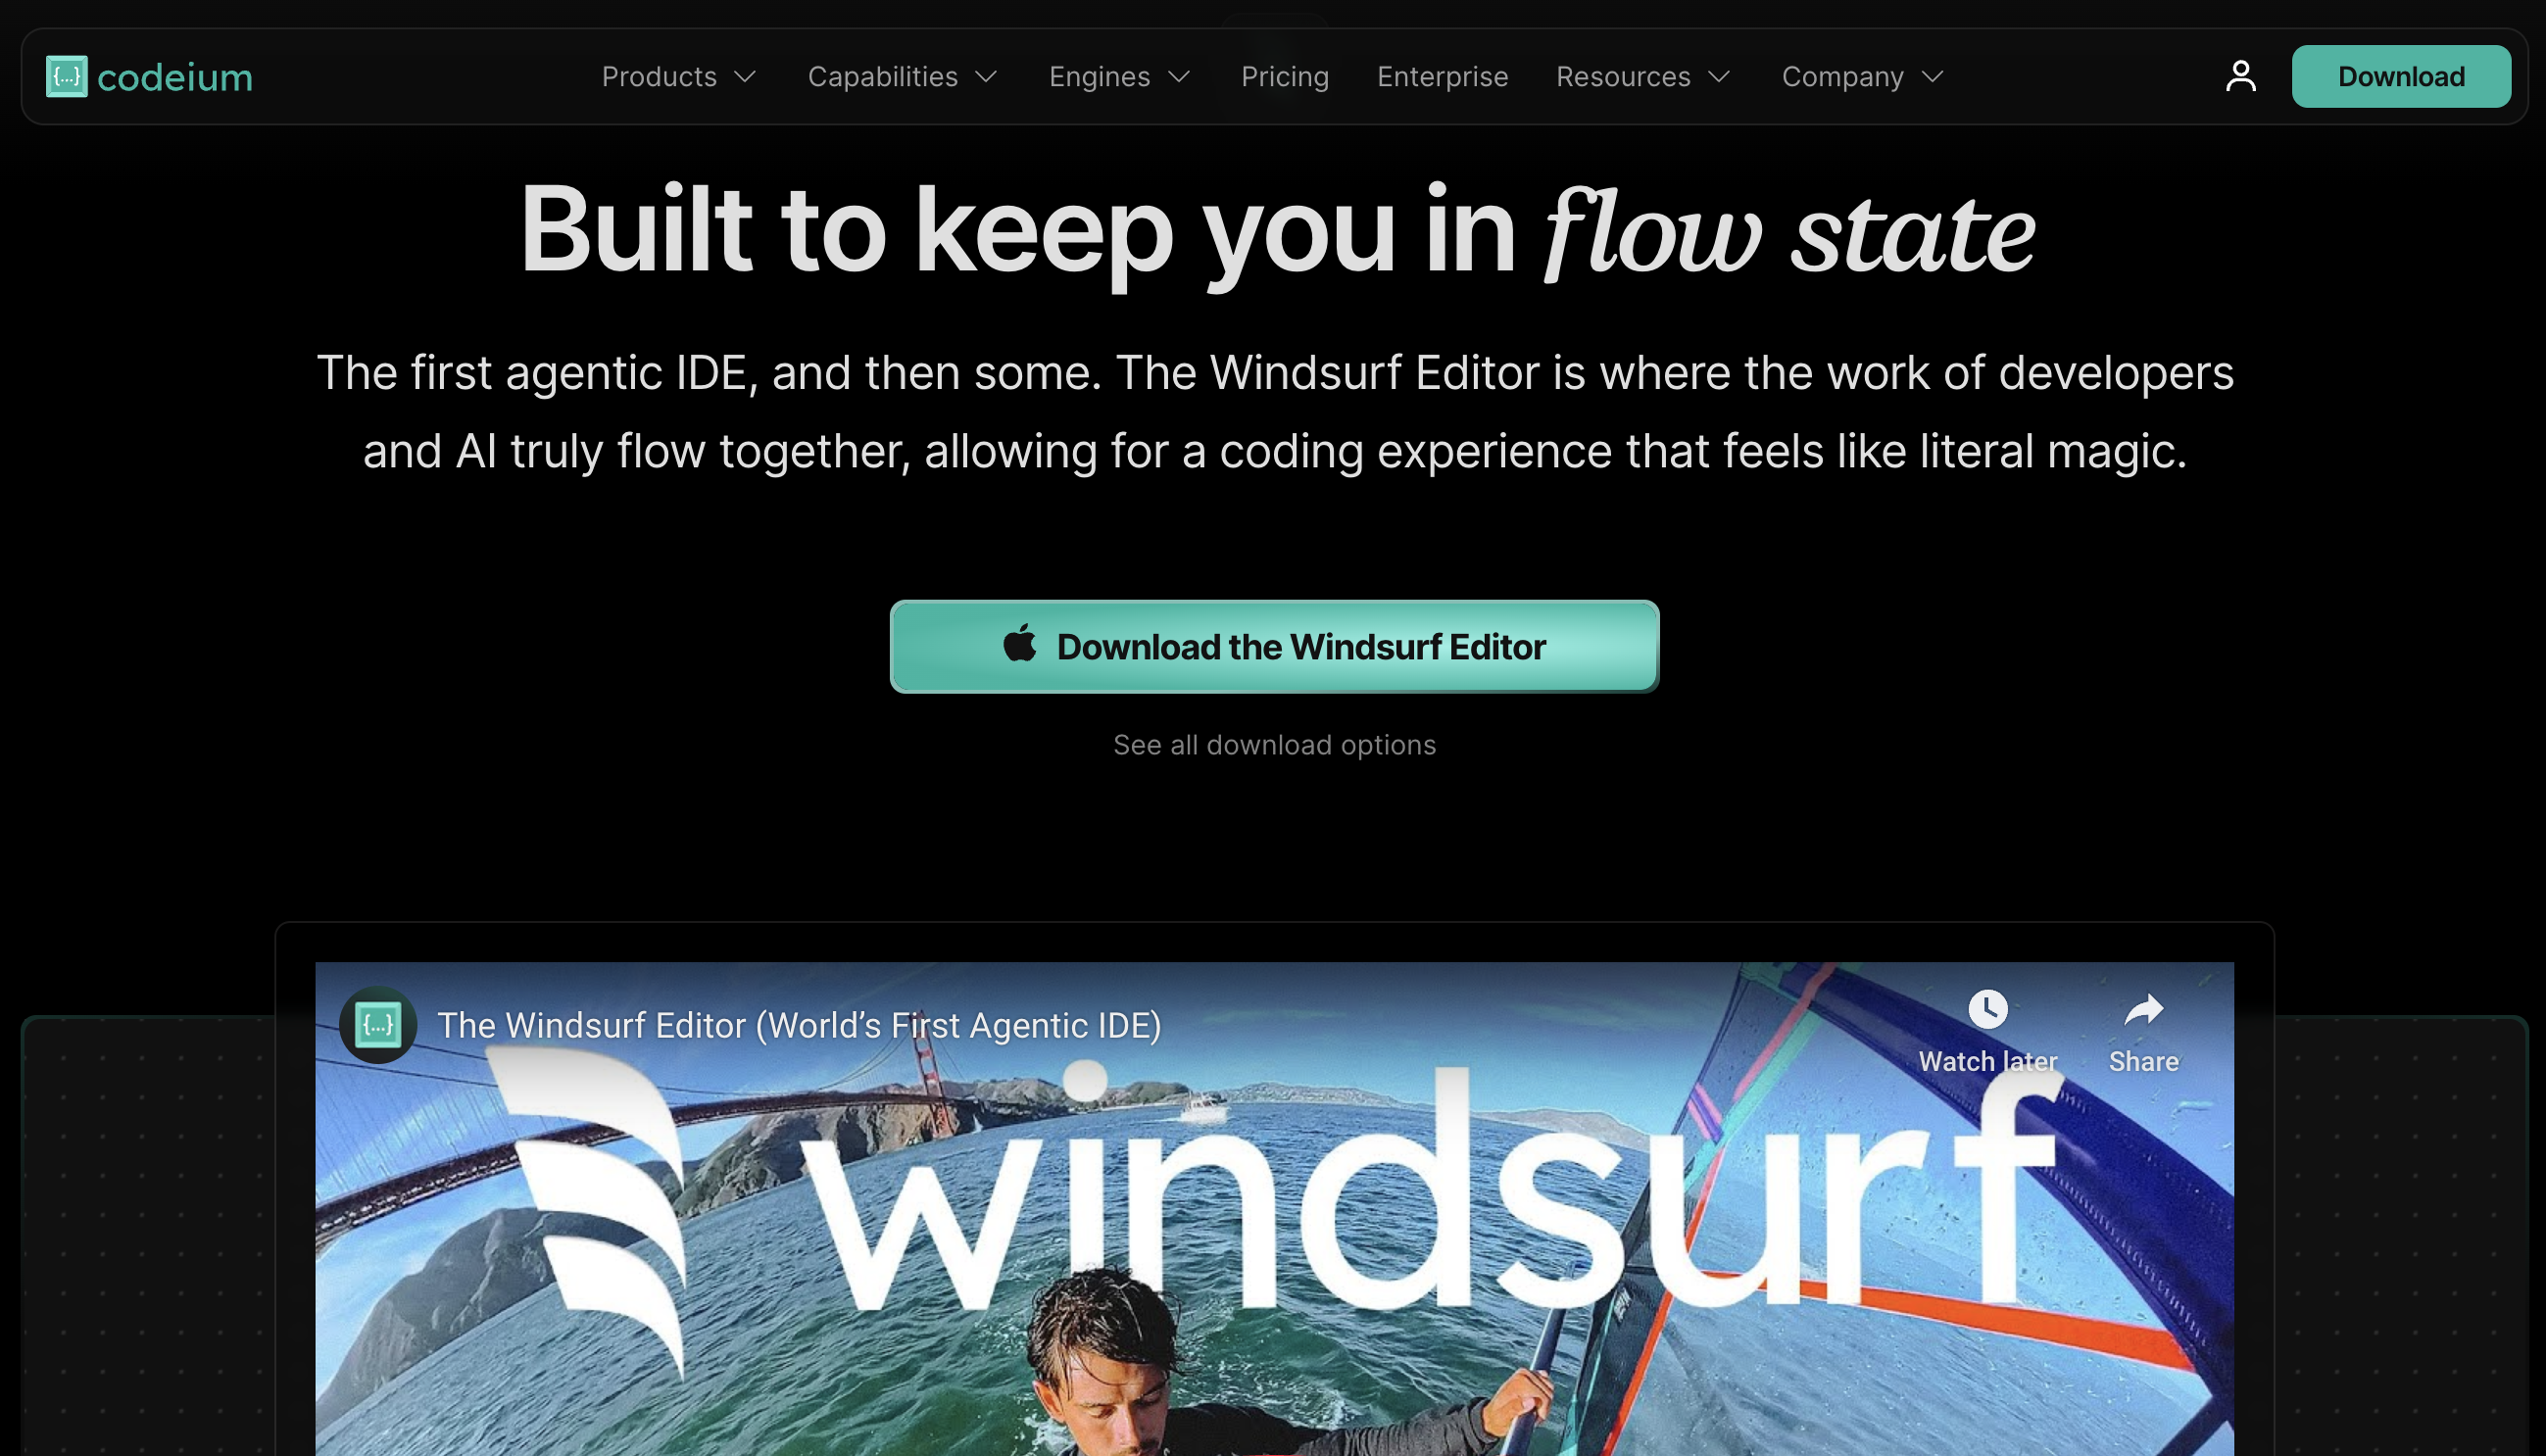 {...} codeium
Products
Capabilities
Engines
Pricing
Enterprise
Resources
Company
Download
Built to keep you in flow state
The first agentic IDE, and then some. The Windsurf Editor is where the work of developers
and AI truly flow together, allowing for a coding experience that feels like literal magic.
Download the Windsurf Editor
See all download options
{...} The Windsurf Editor (World’s First Agentic IDE)
Watch later
Share
windsurf